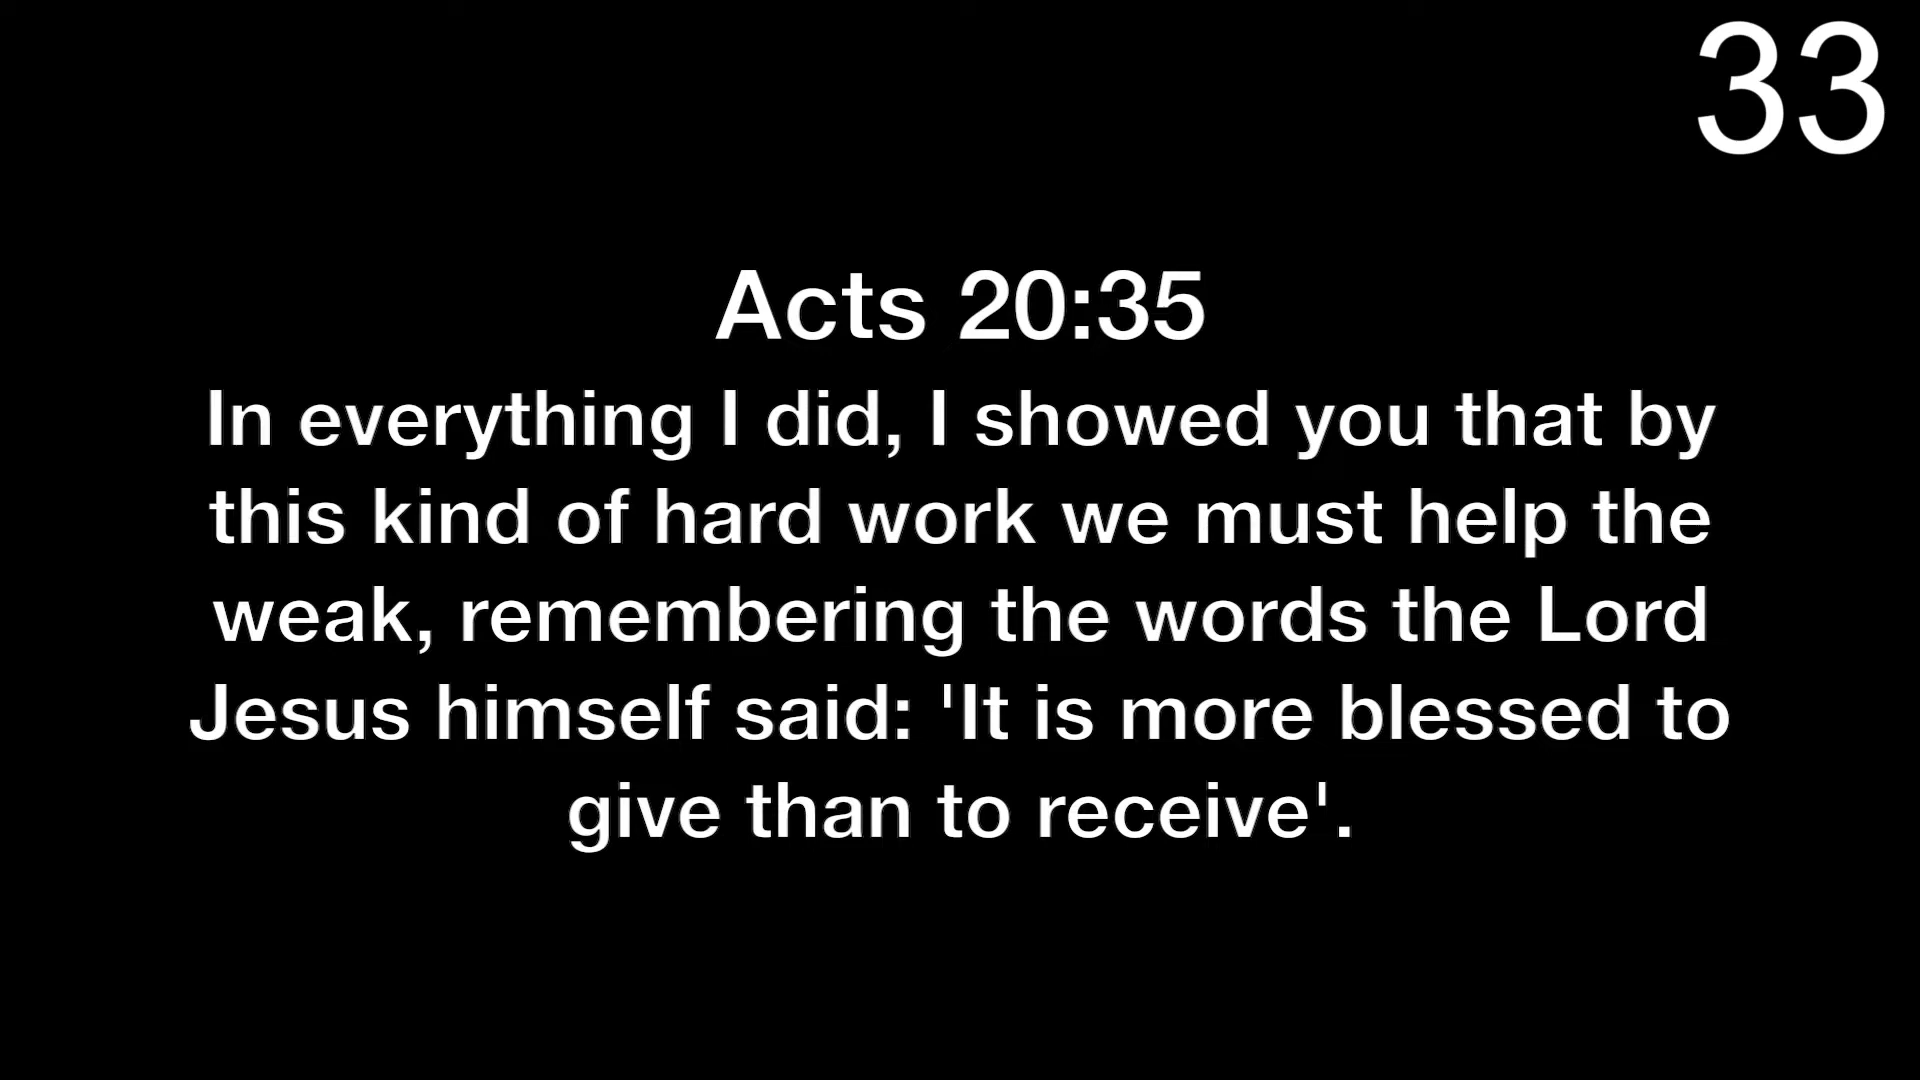 33
Acts 20:35
In everything I did, I showed you that by
this kind of hard work we must help the
weak, remembering the words the Lord
Jesus himself said: 'It is more blessed to
give than to receive'.